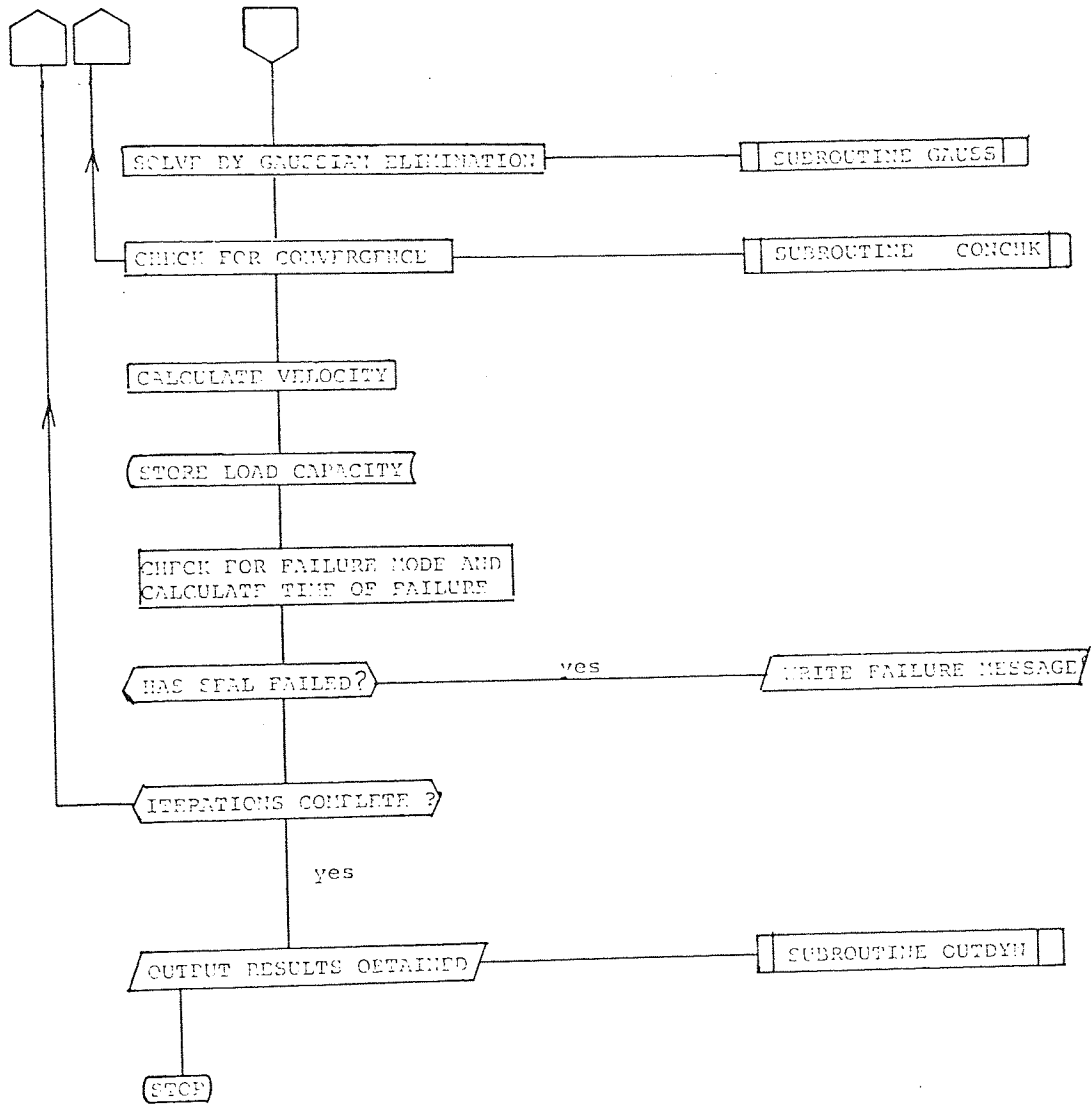 SOLVE BY GAUSSIAN ELIMINATION
SUBROUTINE GAUSS
CHECK FOR CONVERGENCE
SUBROUTINE CONCHK
CALCULATE VELOCITY
STORE LOAD CAPACITY
CHECK FOR FAILURE MODE AND
CALCULATE TIME OF FAILURE
HAS SEAL FAILED?
yes
WRITE FAILURE MESSAGE
ITERATIONS COMPLETE ?
yes
OUTPUT RESULTS OBTAINED
SUBROUTINE OUTDYN
STOP